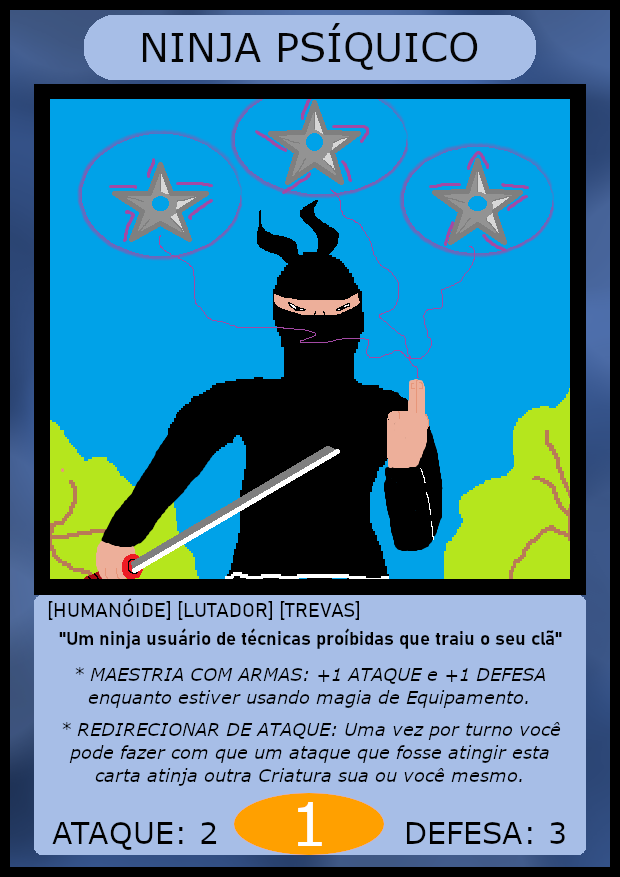 NINJA PSÍQUICO
[HUMANÓIDE] [LUTADOR] [TREVAS]
"Um ninja usuário de técnicas proíbidas que traiu o seu clã"
* MAESTRIA COM ARMAS: +1 ATAQUE e +1 DEFESA
enquanto estiver usando magia de Equipamento.
* REDIRECIONAR DE ATAQUE: Uma vez por turno você
pode fazer com que um ataque que fosse atingir esta
carta atinja outra Criatura sua ou você mesmo.
ATAQUE: 2 1 DEFESA: 3